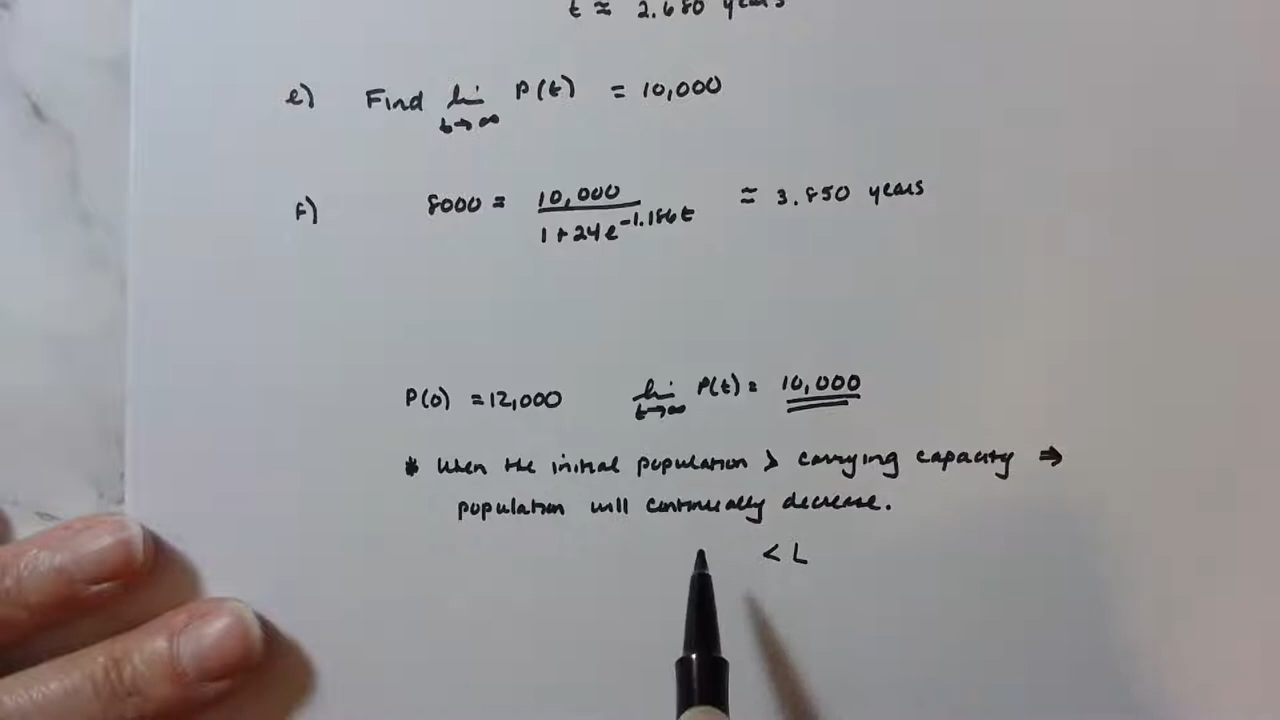 t ≈ 2.680 years
e) Find lim P(t) = 10,000
t→∞
f) 8000 = 10,000 / 1+24e^-1.186t ≈ 3.850 years
P(0) = 12,000 lim P(t) = 10,000
t→∞
* When the initial population > carrying capacity ⇒
population will continually decrease.
< L